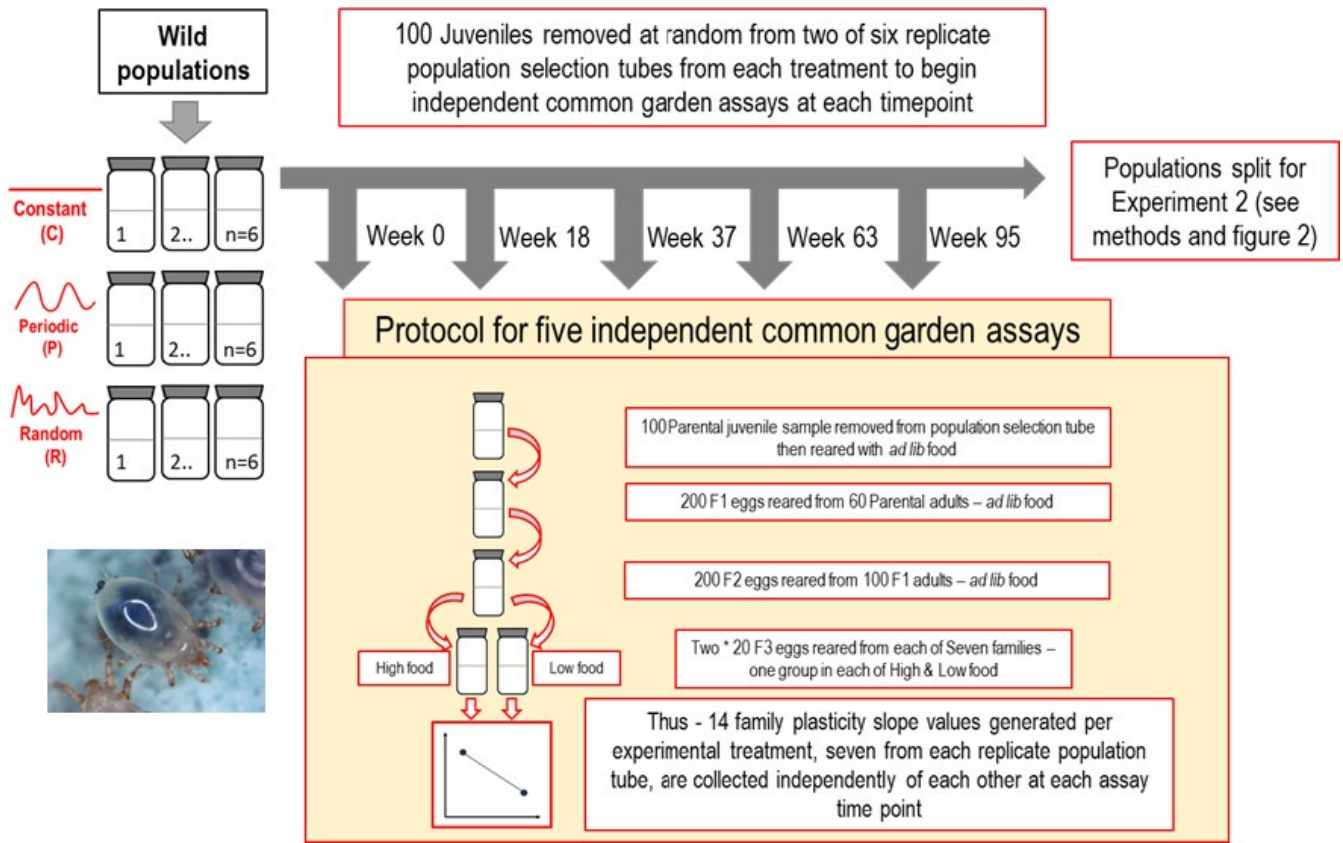 Wild
populations
100 Juveniles removed at random from two of six replicate
population selection tubes from each treatment to begin
independent common garden assays at each timepoint
Constant
(C)
1
2..
n=6
Periodic
(P)
1
2..
n=6
Random
(R)
1
2..
n=6
Week 0
Week 18
Week 37
Week 63
Week 95
Populations split for
Experiment 2 (see
methods and figure 2)
Protocol for five independent common garden assays
100 Parental juvenile sample removed from population selection tube
then reared with ad lib food
200 F1 eggs reared from 60 Parental adults – ad lib food
200 F2 eggs reared from 100 F1 adults – ad lib food
High food
Low food
Two * 20 F3 eggs reared from each of Seven families –
one group in each of High & Low food
Thus - 14 family plasticity slope values generated per
experimental treatment, seven from each replicate population
tube, are collected independently of each other at each assay
time point